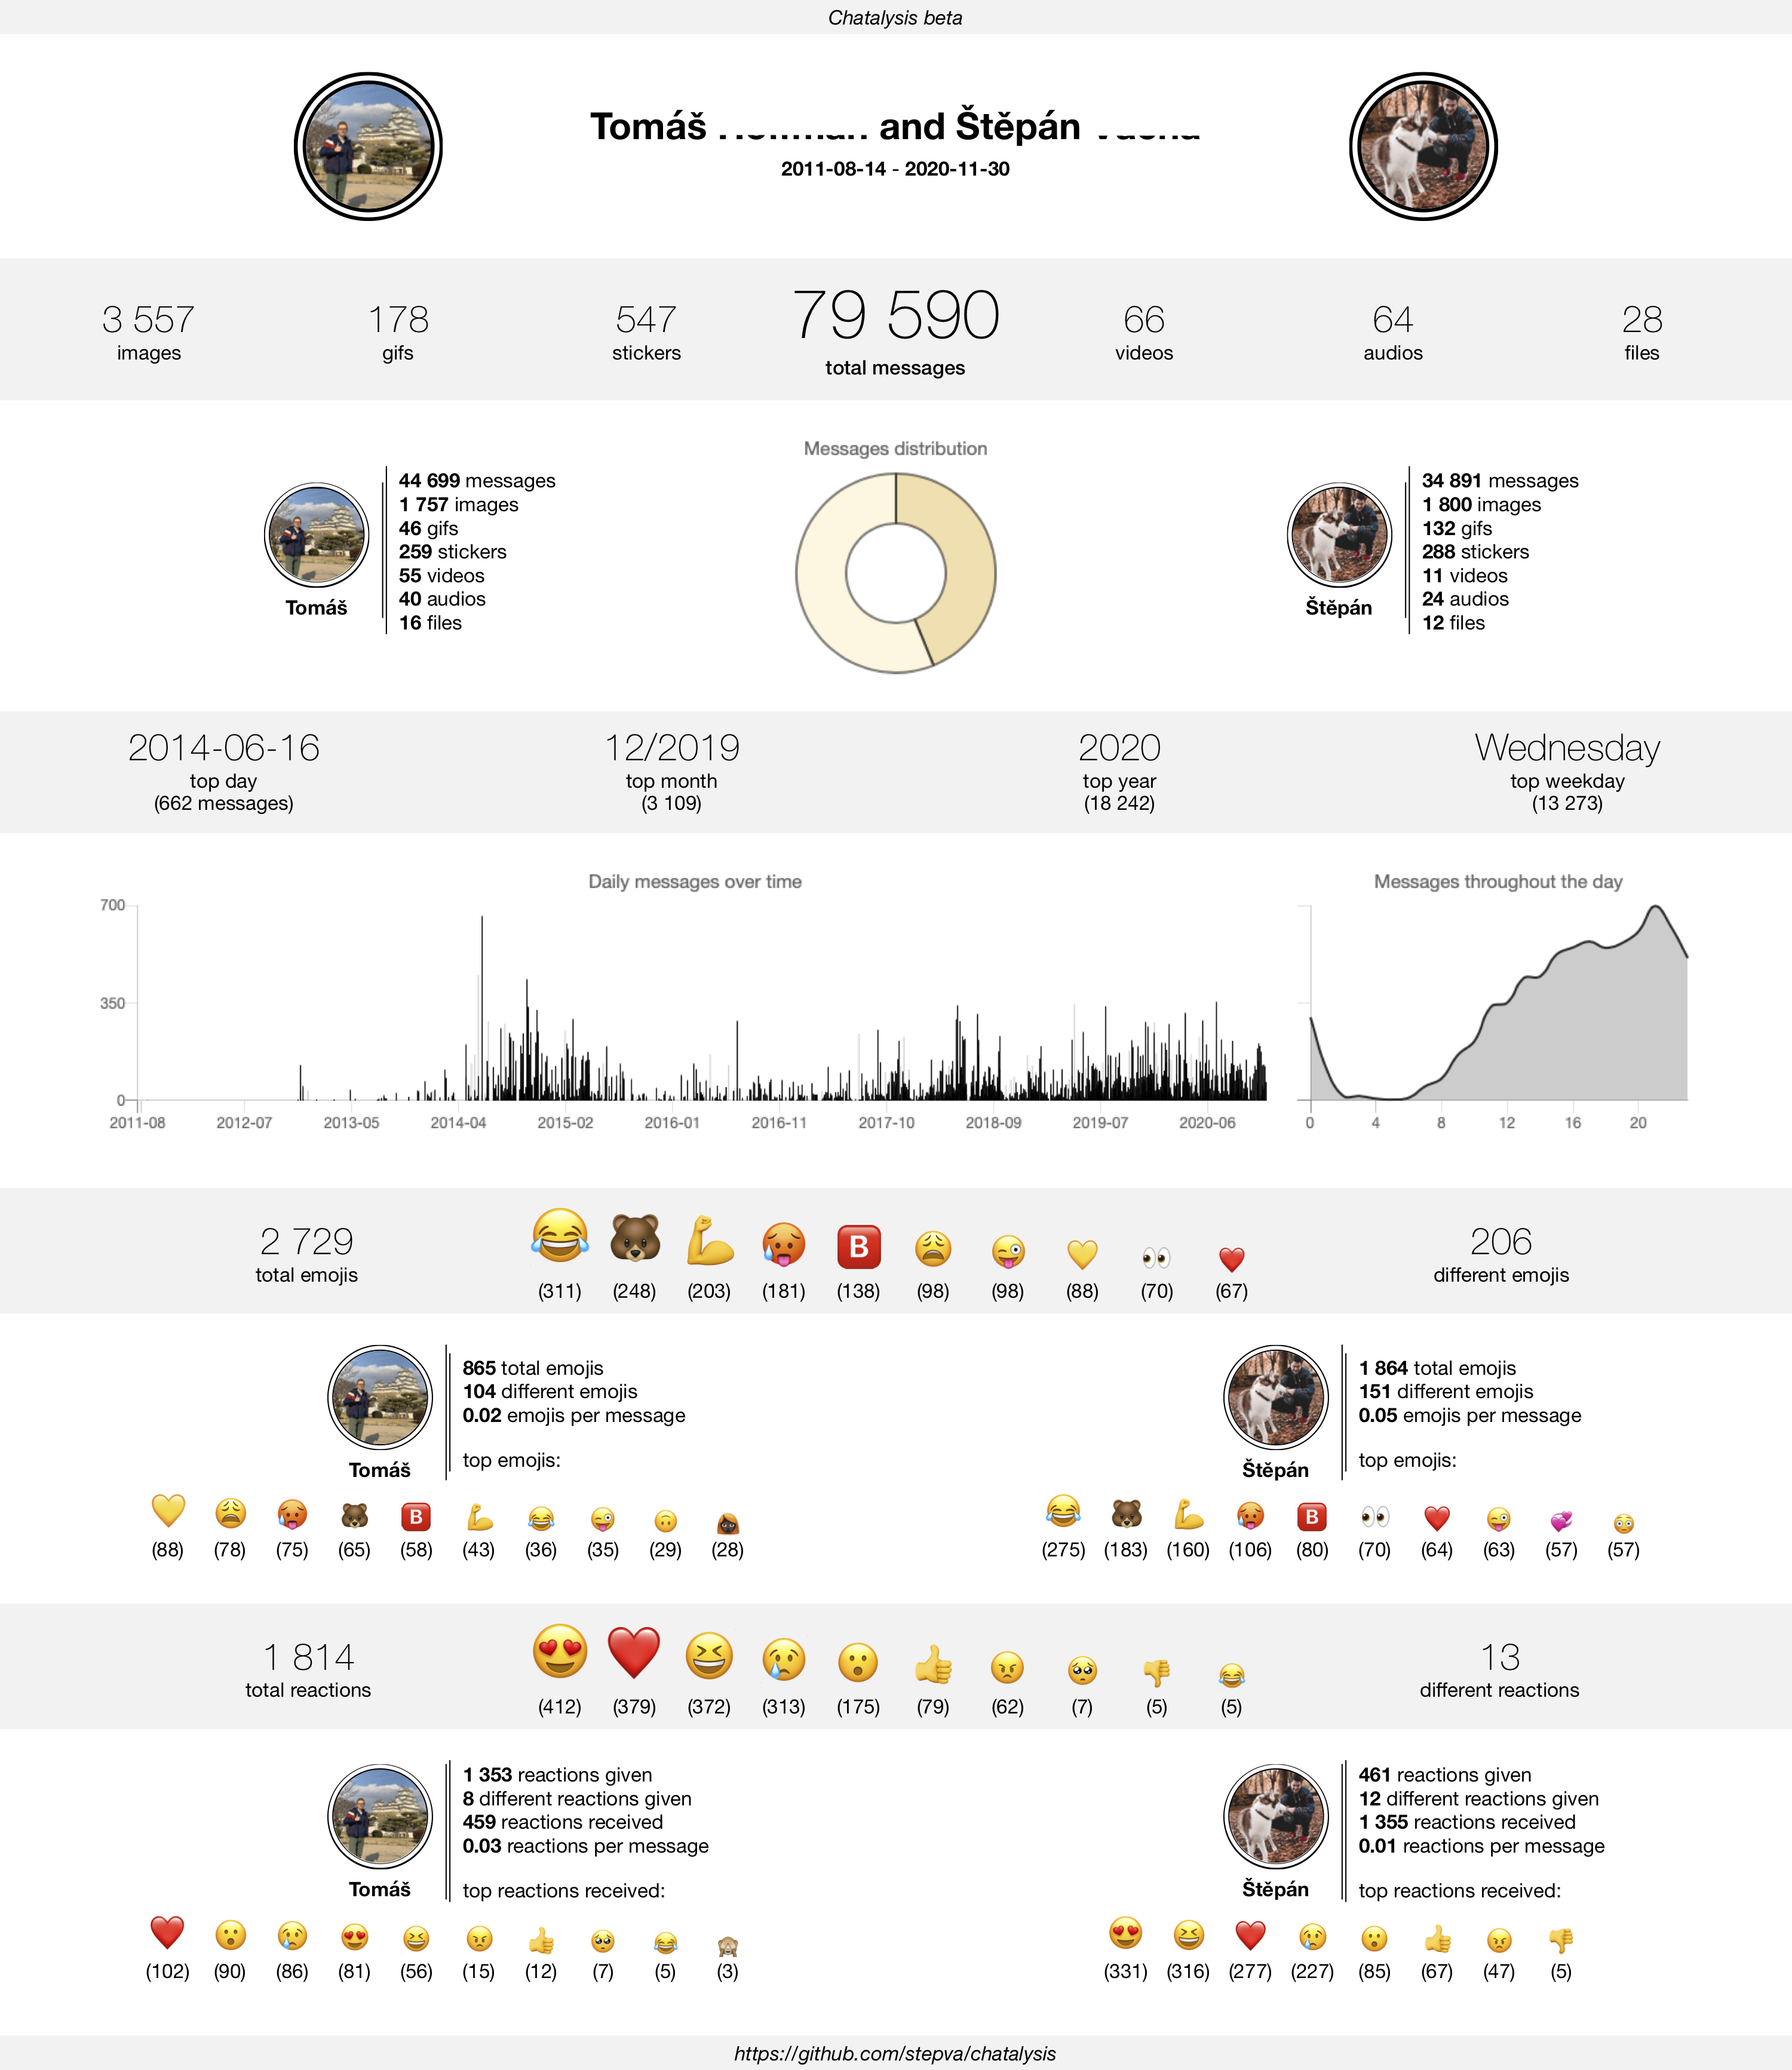 Chatalysis beta
Tomáš and Štěpán
2011-08-14 - 2020-11-30
3 557
images
178
gifs
547
stickers
79 590
total messages
66
videos
64
audios
28
files
Tomáš
44 699 messages
1 757 images
46 gifs
259 stickers
55 videos
40 audios
16 files
Messages distribution
Štěpán
34 891 messages
1 800 images
132 gifs
288 stickers
11 videos
24 audios
12 files
2014-06-16
top day
(662 messages)
12/2019
top month
(3 109)
2020
top year
(18 242)
Wednesday
top weekday
(13 273)
Daily messages over time
700
350
0
2011-08 2012-07 2013-05 2014-04 2015-02 2016-01 2016-11 2017-10 2018-09 2019-07 2020-06
Messages throughout the day
0 4 8 12 16 20
2 729
total emojis
B
(311) (248) (203) (181) (138) (98) (98) (88) (70) (67)
206
different emojis
Tomáš
865 total emojis
104 different emojis
0.02 emojis per message
top emojis:
B
(88) (78) (75) (65) (58) (43) (36) (35) (29) (28)
Štěpán
1 864 total emojis
151 different emojis
0.05 emojis per message
top emojis:
B
(275) (183) (160) (106) (80) (70) (64) (63) (57) (57)
1 814
total reactions
(412) (379) (372) (313) (175) (79) (62) (7) (5) (5)
13
different reactions
Tomáš
1 353 reactions given
8 different reactions given
459 reactions received
0.03 reactions per message
top reactions received:
(102) (90) (86) (81) (56) (15) (12) (7) (5) (3)
Štěpán
461 reactions given
12 different reactions given
1 355 reactions received
0.01 reactions per message
top reactions received:
(331) (316) (277) (227) (85) (67) (47) (5)
https://github.com/stepva/chatalysis